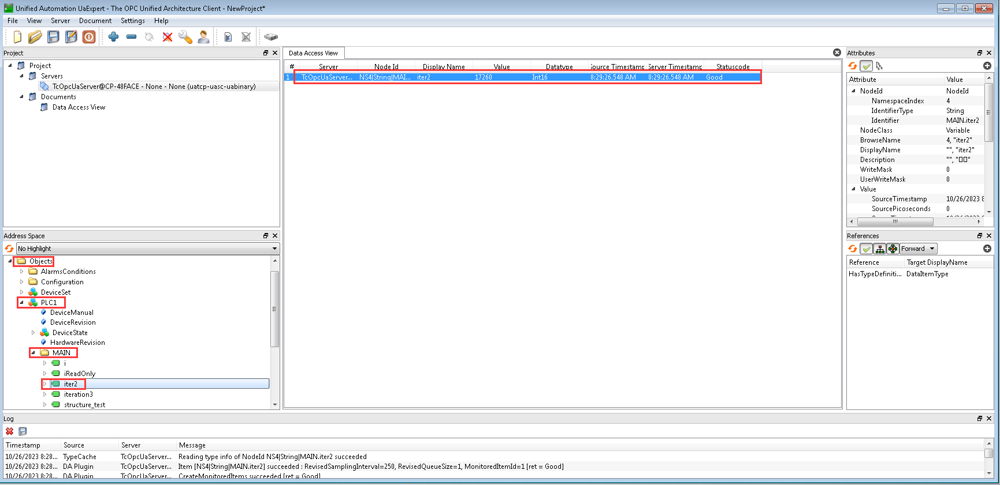 Unified Automation UaExpert - The OPC Unified Architecture Client - NewProject*
File View Server Document Settings Help
Project
Project
Servers
TcOpcUaServer@CP-48FACE - None - None (uatcp-uasc-uabinary)
Documents
Data Access View
Address Space
No Highlight
Objects
AlarmsConditions
Configuration
DeviceSet
PLC1
DeviceManual
DeviceRevision
DeviceState
HardwareRevision
MAIN
i
iReadOnly
iter2
iteration3
structure_test
Data Access View
# Server Node Id Display Name Value Datatype Source Timestamp Server Timestamp Statuscode
1 TcOpcUaServer... NS4|String|MAI... iter2 17260 Int16 8:29:26.548 AM 8:29:26.548 AM Good
Attributes
Attribute Value
NodeId NodeId
NamespaceIndex 4
IdentifierType String
Identifier MAIN.iter2
NodeClass Variable
BrowseName 4, "iter2"
DisplayName "", "iter2"
Description "", "□□"
WriteMask 0
UserWriteMask 0
Value
SourceTimestamp 10/26/2023 8
SourcePicoseconds 0
References
Forward
Reference Target DisplayName
HasTypeDefiniti... DataItemType
Log
Timestamp Source Server Message
10/26/2023 8:28... TypeCache TcOpcUaServer... Reading type info of NodeId NS4|String|MAIN.iter2 succeeded
10/26/2023 8:28... DA Plugin TcOpcUaServer... Item [NS4|String|MAIN.iter2] succeeded : RevisedSamplingInterval=250, RevisedQueueSize=1, MonitoredItemId=1 [ret = Good]
10/26/2023 8:28... DA Plugin TcOpcUaServer... CreateMonitoredItems succeeded [ret = Good]